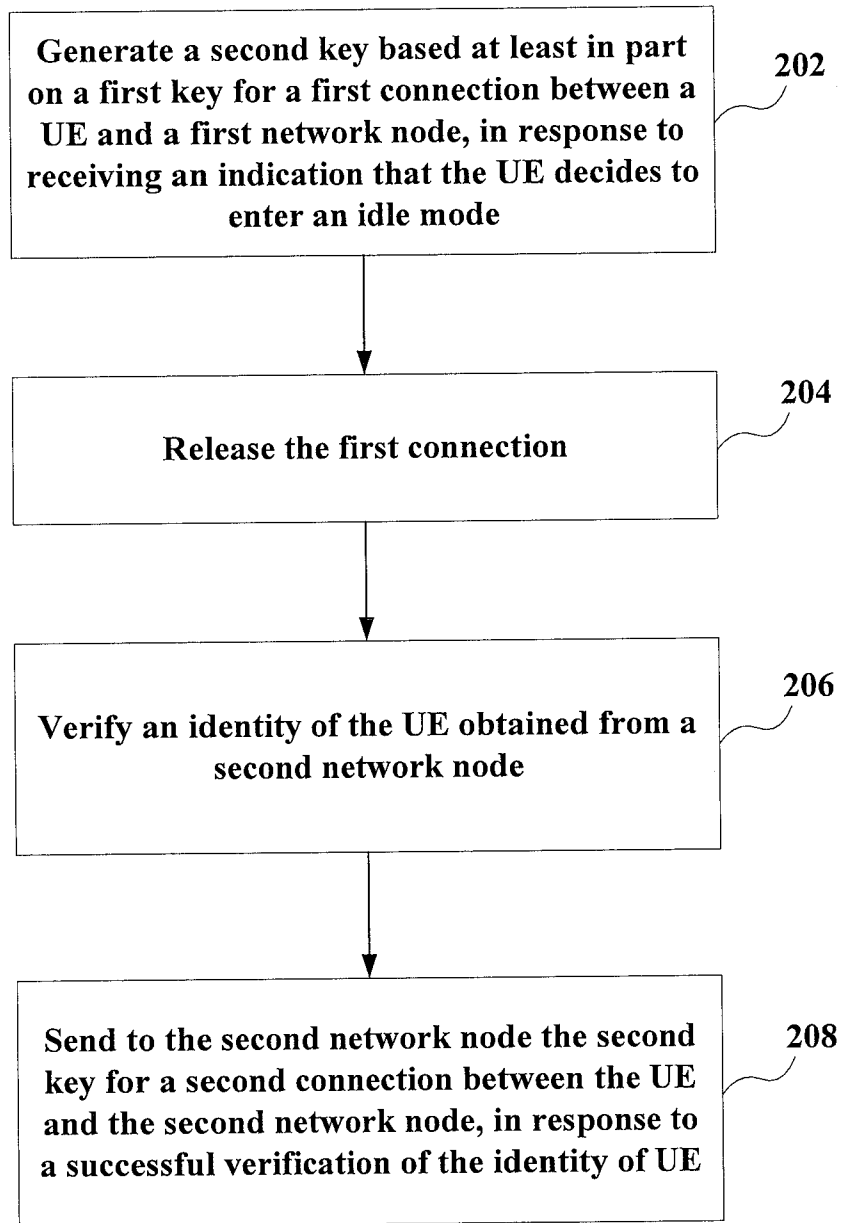 Generate a second key based at least in part
on a first key for a first connection between a
UE and a first network node, in response to
receiving an indication that the UE decides to
enter an idle mode
202
Release the first connection
204
Verify an identity of the UE obtained from a
second network node
206
Send to the second network node the second
key for a second connection between the UE
and the second network node, in response to
a successful verification of the identity of UE
208